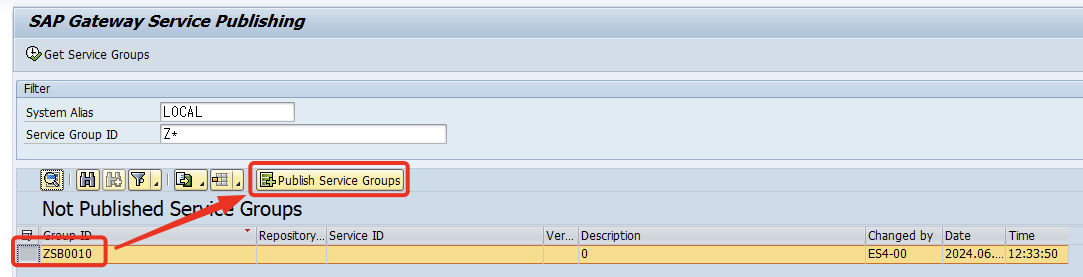 SAP Gateway Service Publishing
Get Service Groups
Filter
System Alias LOCAL
Service Group ID Z*
Publish Service Groups
Not Published Service Groups
Group ID Repository... Service ID Ver... Description Changed by Date Time
ZSB0010 0 ES4-00 2024.06.... 12:33:50